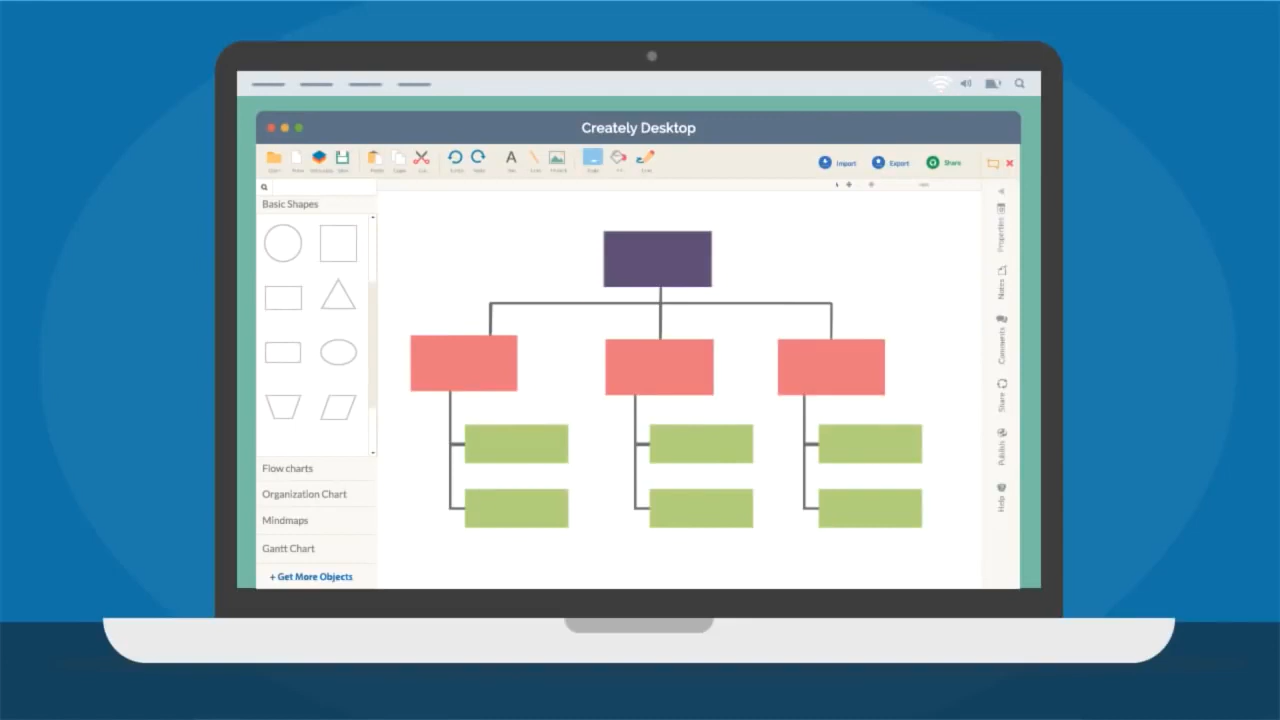 Creately Desktop
Import Export Share
Basic Shapes
Properties
Notes
Comments
Share
Publish
Help
Flow charts
Organization Chart
Mindmaps
Gantt Chart
+ Get More Objects